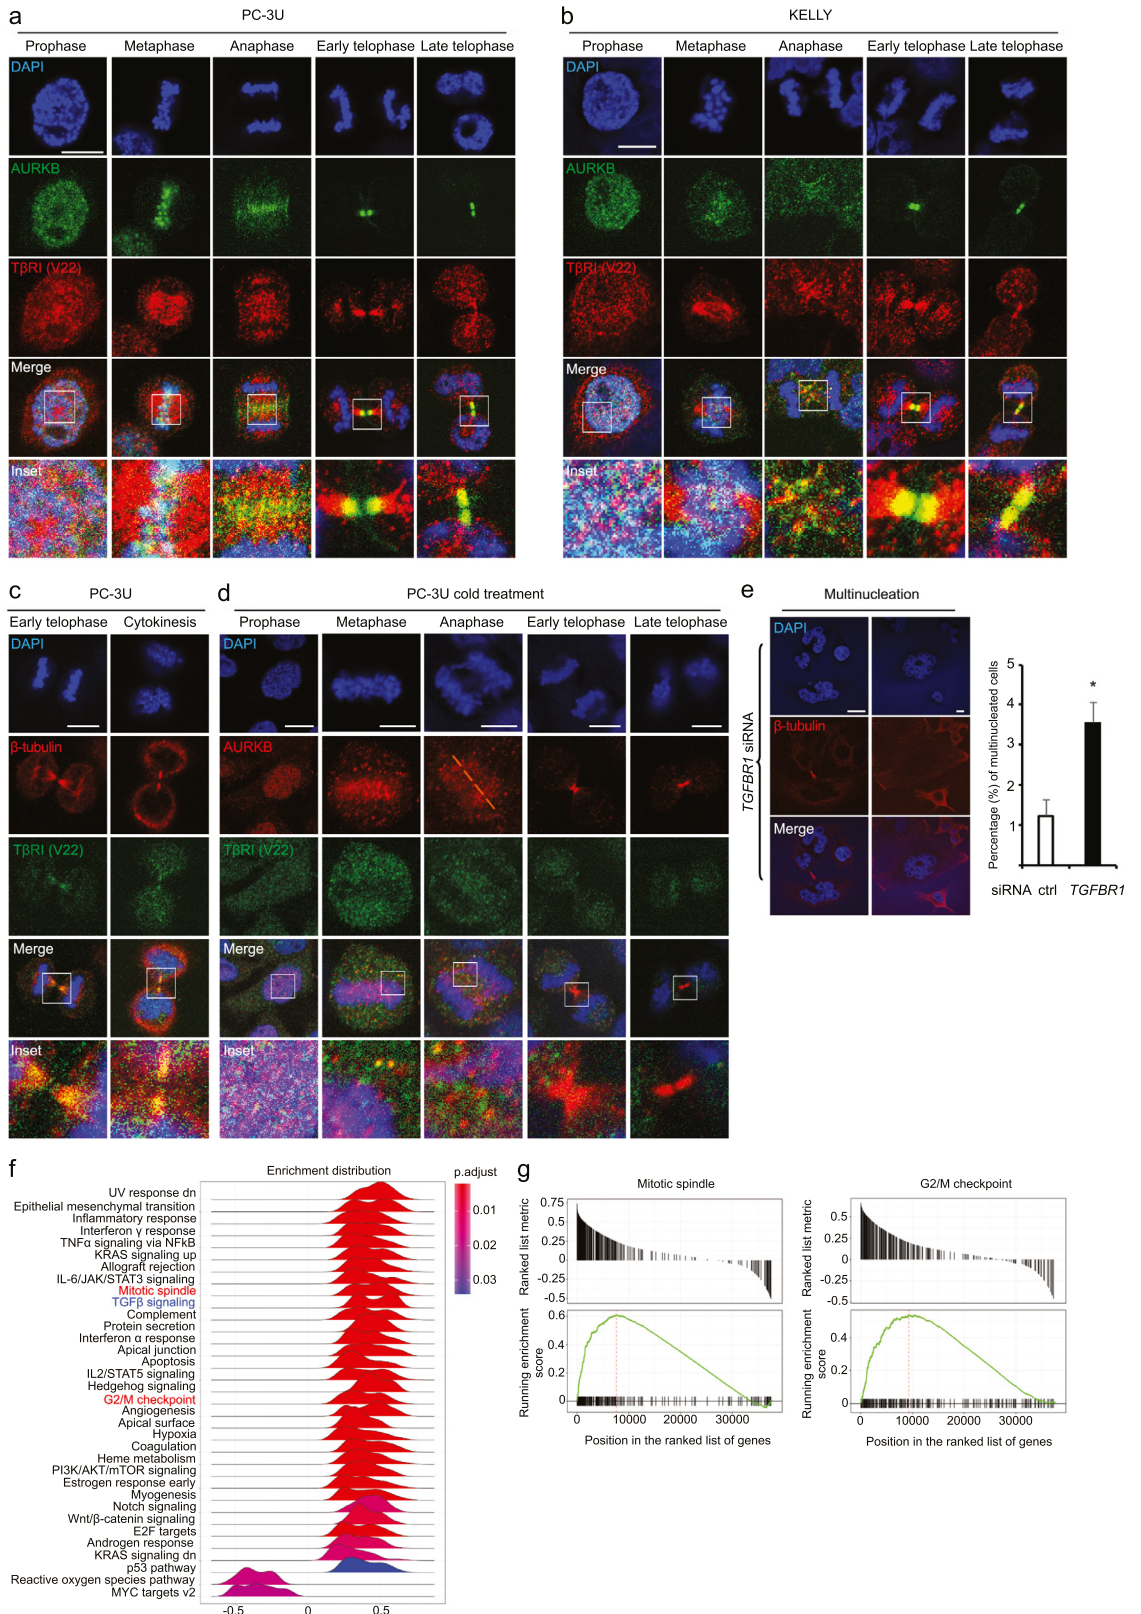 a
PC-3U
Prophase Metaphase Anaphase Early telophase Late telophase
DAPI
AURKB
TβRI (V22)
Merge
Inset
b
KELLY
Prophase Metaphase Anaphase Early telophase Late telophase
DAPI
AURKB
TβRI (V22)
Merge
Inset
c
PC-3U
Early telophase Cytokinesis
DAPI
β-tubulin
TβRI (V22)
Merge
Inset
d
PC-3U cold treatment
Prophase Metaphase Anaphase Early telophase Late telophase
DAPI
AURKB
TβRI (V22)
Merge
Inset
e
Multinucleation
TGFBR1 siRNA
DAPI
β-tubulin
Merge
Percentage (%) of multinucleated cells
5
4
3
2
1
*
siRNA ctrl TGFBR1
f
Enrichment distribution
p.adjust
0.01
0.02
0.03
UV response dn
Epithelial mesenchymal transition
Inflammatory response
Interferon γ response
TNFα signaling via NFkB
KRAS signaling up
Allograft rejection
IL-6/JAK/STAT3 signaling
Mitotic spindle
TGFβ signaling
Complement
Protein secretion
Interferon α response
Apical junction
Apoptosis
IL2/STAT5 signaling
Hedgehog signaling
G2/M checkpoint
Angiogenesis
Apical surface
Hypoxia
Coagulation
Heme metabolism
PI3K/AKT/mTOR signaling
Estrogen response early
Myogenesis
Notch signaling
Wnt/β-catenin signaling
E2F targets
Androgen response
KRAS signaling dn
p53 pathway
Reactive oxygen species pathway
MYC targets v2
-0.5 0 0.5
g
Mitotic spindle
Ranked list metric
0.75
0.5
0.25
0
-0.25
-0.5
Running enrichment score
0.6
0.4
0.2
0
0 10000 20000 30000
Position in the ranked list of genes
G2/M checkpoint
Ranked list metric
0.5
0.25
0
-0.25
-0.5
Running enrichment score
0.4
0.2
0
0 10000 20000 30000
Position in the ranked list of genes